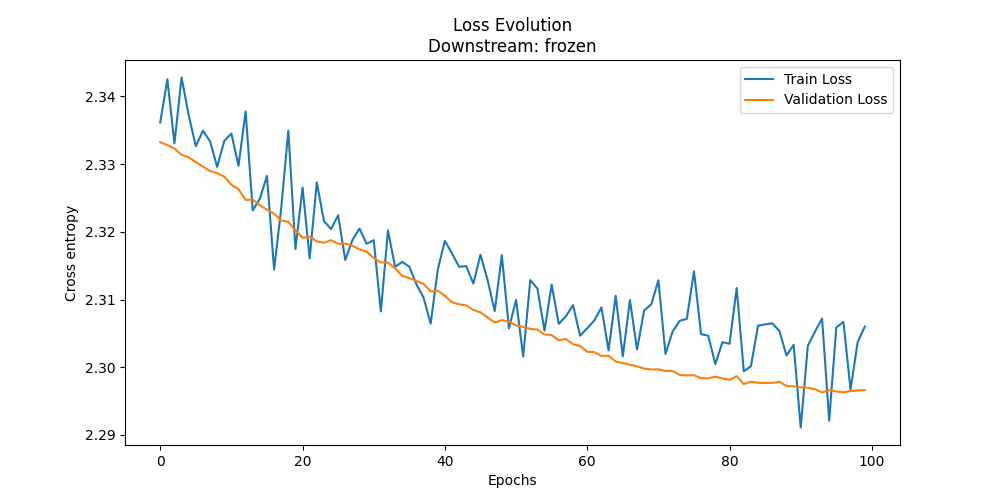 Loss Evolution
Downstream: frozen
Train Loss
Validation Loss
2.34
2.33
2.32
2.31
2.30
2.29
Cross entropy
0
20
40
60
80
100
Epochs